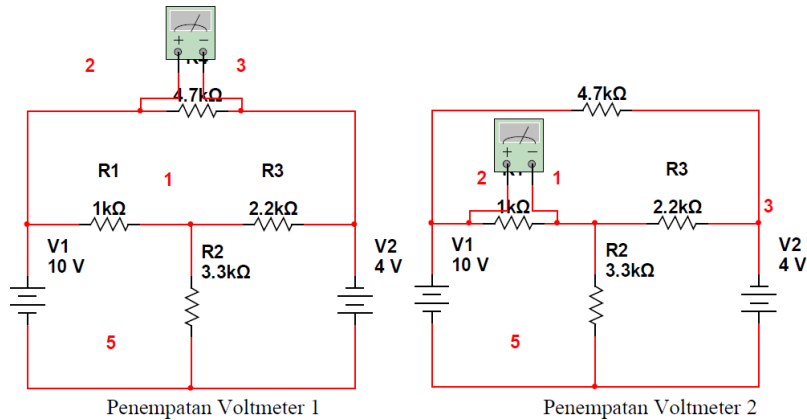 + −
2
3
4.7kΩ
R1
1
R3
1kΩ
2.2kΩ
V1
10 V
R2
3.3kΩ
V2
4 V
5
Penempatan Voltmeter 1
4.7kΩ
+ −
2
1
R3
1kΩ
2.2kΩ
3
V1
10 V
R2
3.3kΩ
V2
4 V
5
Penempatan Voltmeter 2